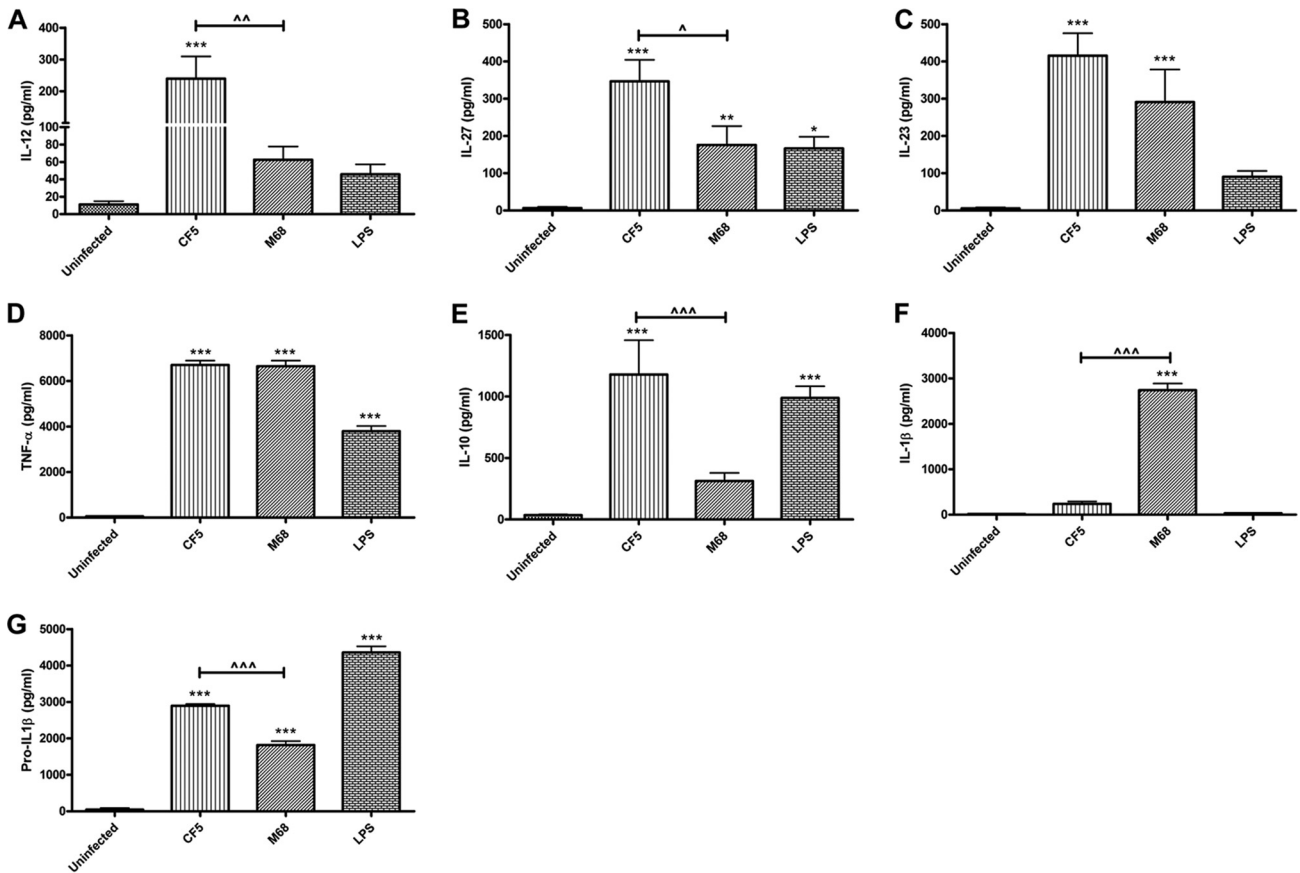 A
IL-12 (pg/ml)
400
300
200
100
80
60
40
20
0
^^
***
Uninfected
CF5
M68
LPS
B
IL-27 (pg/ml)
500
400
300
200
100
0
^
***
**
*
Uninfected
CF5
M68
LPS
C
IL-23 (pg/ml)
500
400
300
200
100
0
***
***
Uninfected
CF5
M68
LPS
D
TNF-α (pg/ml)
8000
6000
4000
2000
0
***
***
***
Uninfected
CF5
M68
LPS
E
IL-10 (pg/ml)
1500
1000
500
0
^^^
***
***
Uninfected
CF5
M68
LPS
F
IL-1β (pg/ml)
4000
3000
2000
1000
0
^^^
***
Uninfected
CF5
M68
LPS
G
Pro-IL1β (pg/ml)
5000
4000
3000
2000
1000
0
^^^
***
***
***
Uninfected
CF5
M68
LPS